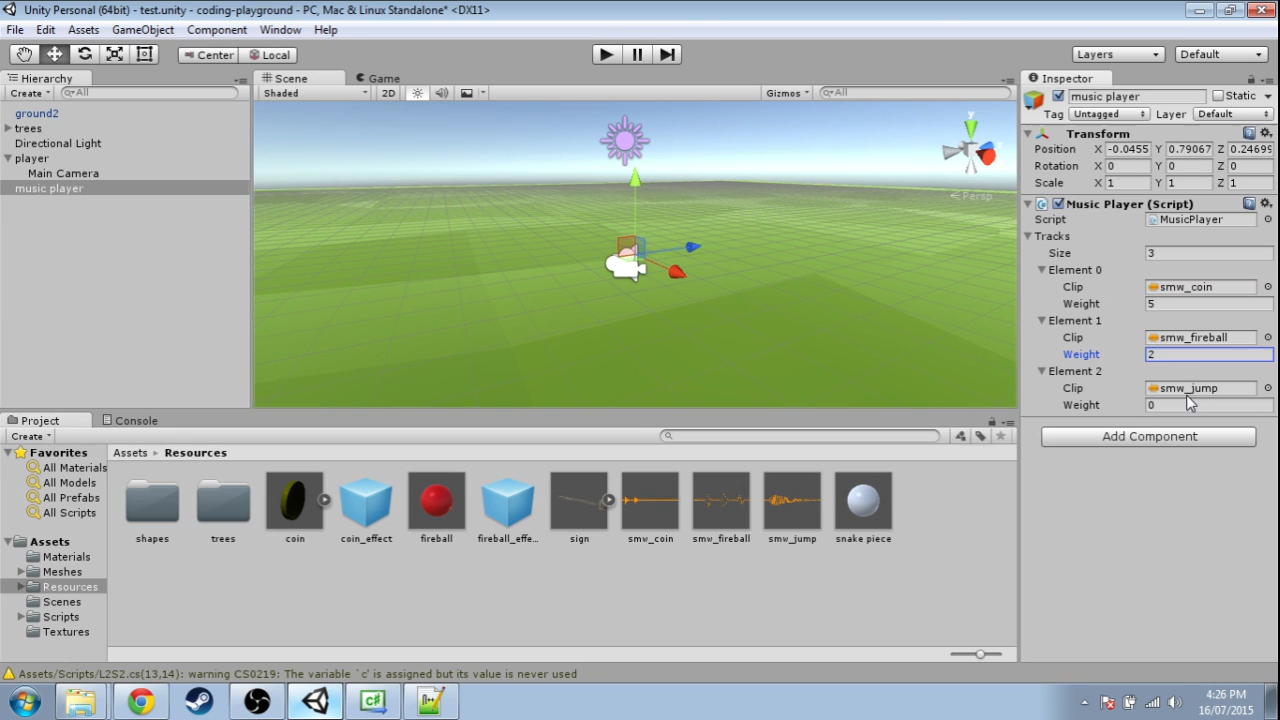 Unity Personal (64bit) - test.unity - coding-playground - PC, Mac & Linux Standalone* <DX11>
File Edit Assets GameObject Component Window Help
Center Local Layers Default
Hierarchy
Create All
ground2
trees
Directional Light
player
Main Camera
music player
Scene Game
Shaded 2D Gizmos All
y
Persp
Inspector
music player Static
Tag Untagged Layer Default
Transform
Position X -0.0455 Y 0.79067 Z 0.24699
Rotation X 0 Y 0 Z 0
Scale X 1 Y 1 Z 1
Music Player (Script)
Script MusicPlayer
Tracks
Size 3
Element 0
Clip smw_coin
Weight 5
Element 1
Clip smw_fireball
Weight 2
Element 2
Clip smw_jump
Weight 0
Add Component
Project Console
Create
Favorites
All Materials
All Models
All Prefabs
All Scripts
Assets
Materials
Meshes
Resources
Scenes
Scripts
Textures
Assets Resources
shapes trees coin coin_effect fireball fireball_effe... sign smw_coin smw_fireball smw_jump snake piece
Assets/Scripts/L2S2.cs(13,14): warning CS0219: The variable `c' is assigned but its value is never used
C#
4:26 PM
16/07/2015